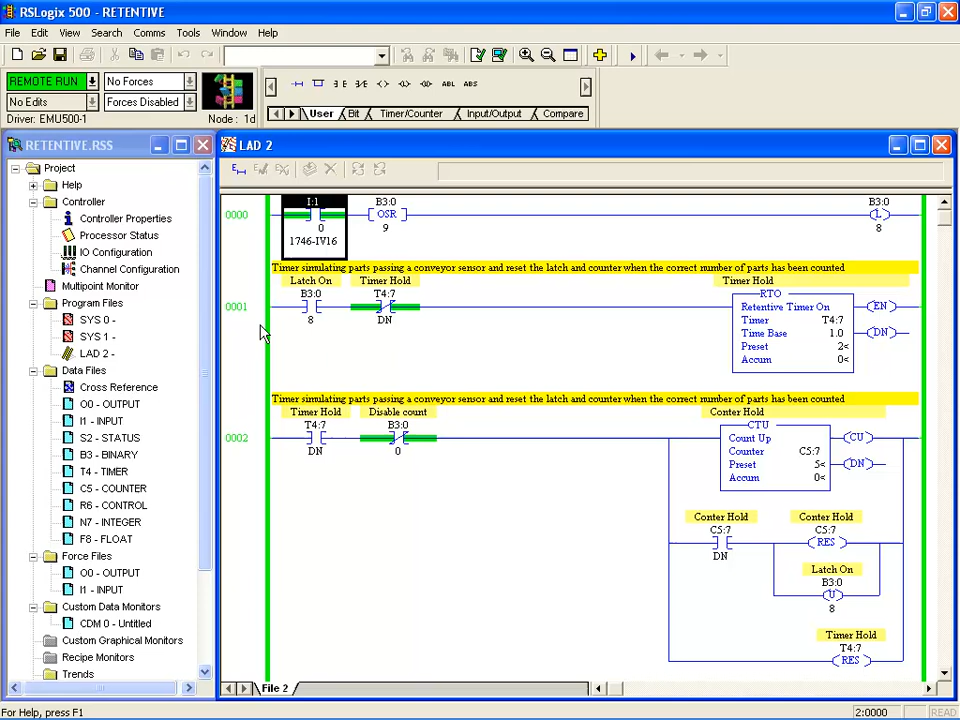 RSLogix 500 - RETENTIVE
File Edit View Search Comms Tools Window Help
REMOTE RUN No Forces
No Edits Forces Disabled
Driver: EMU500-1 Node : 1d
ABL ABS
User Bit Timer/Counter Input/Output Compare
RETENTIVE.RSS
Project
Help
Controller
Controller Properties
Processor Status
IO Configuration
Channel Configuration
Multipoint Monitor
Program Files
SYS 0 -
SYS 1 -
LAD 2 -
Data Files
Cross Reference
O0 - OUTPUT
I1 - INPUT
S2 - STATUS
B3 - BINARY
T4 - TIMER
C5 - COUNTER
R6 - CONTROL
N7 - INTEGER
F8 - FLOAT
Force Files
O0 - OUTPUT
I1 - INPUT
Custom Data Monitors
CDM 0 - Untitled
Custom Graphical Monitors
Recipe Monitors
Trends
LAD 2
I:1 B3:0 B3:0
0000 OSR L
0 9 8
1746-IV16
Timer simulating parts passing a conveyor sensor and reset the latch and counter when the correct number of parts has been counted
Latch On Timer Hold Timer Hold
B3:0 T4:7 RTO
0001 Retentive Timer On EN
8 DN Timer T4:7
Time Base 1.0 DN
Preset 2<
Accum 0<
Timer simulating parts passing a conveyor sensor and reset the latch and counter when the correct number of parts has been counted
Timer Hold Disable count Conter Hold
T4:7 B3:0 CTU
0002 Count Up CU
DN 0 Counter C5:7
Preset 5< DN
Accum 0<
Conter Hold Conter Hold
C5:7 C5:7
RES
DN
Latch On
B3:0
U
8
Timer Hold
T4:7
RES
File 2
For Help, press F1 2:0000 READ